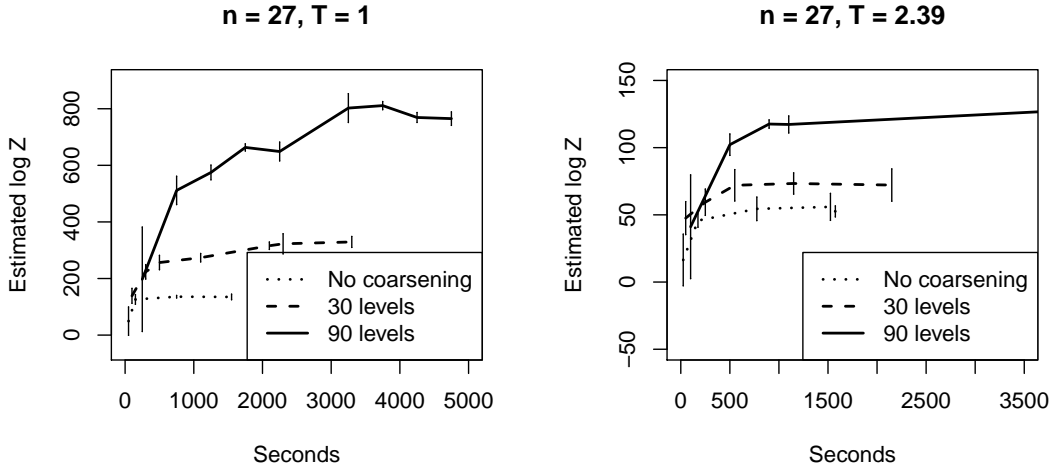 n = 27, T = 1
Estimated log Z
0 200 400 600 800
0 1000 2000 3000 4000 5000
Seconds
No coarsening
30 levels
90 levels
n = 27, T = 2.39
Estimated log Z
−50 0 50 100 150
0 500 1500 2500 3500
Seconds
No coarsening
30 levels
90 levels